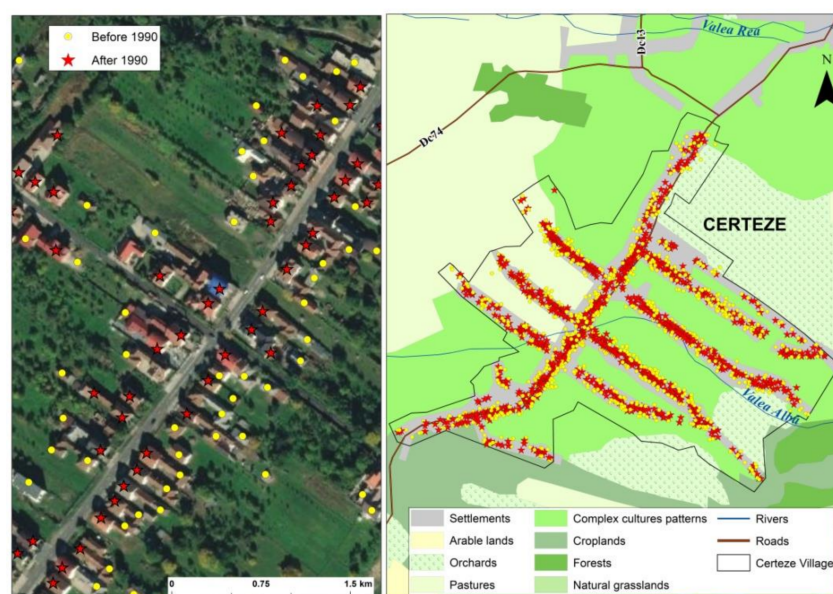 Before 1990
After 1990
0
0.75
1.5 km
Dc13
Valea Rea
N
Dc74
CERTEZE
Valea Albă
Settlements
Complex cultures patterns
Rivers
Arable lands
Croplands
Roads
Orchards
Forests
Certeze Village
Pastures
Natural grasslands